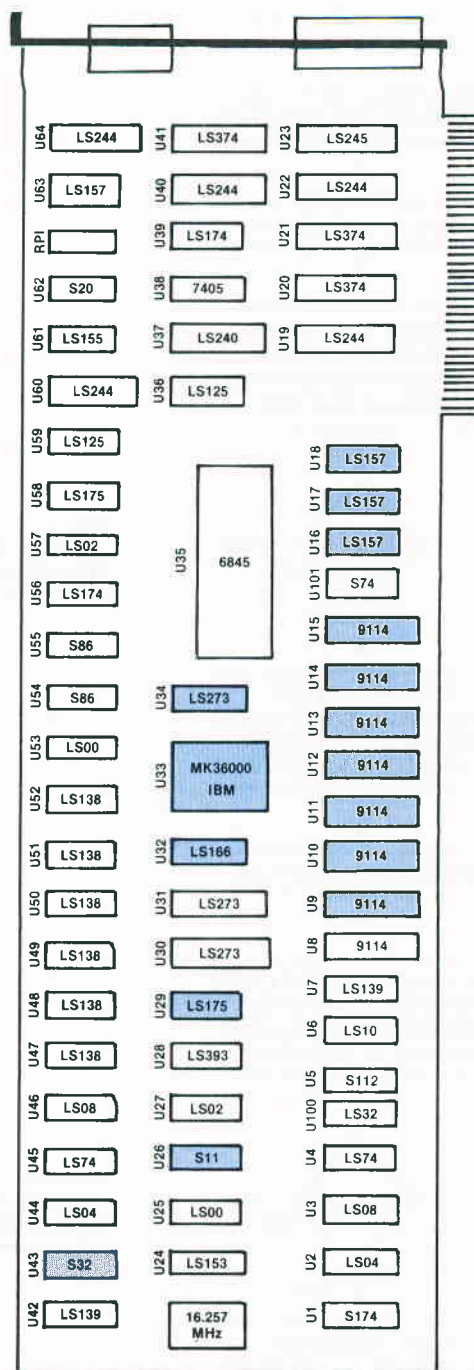 U64 LS244 U41 LS374 U23 LS245
U63 LS157 U40 LS244 U22 LS244
RPI U39 LS174 U21 LS374
U62 S20 U38 7405 U20 LS374
U61 LS155 U37 LS240 U19 LS244
U60 LS244 U36 LS125
U59 LS125 U18 LS157
U58 LS175 U17 LS157
U57 LS02 U35 6845 U16 LS157
U56 LS174 U101 S74
U55 S86 U15 9114
U54 S86 U34 LS273 U14 9114
U53 LS00 U33 MK36000 U13 9114
IBM U12 9114
U52 LS138 U11 9114
U51 LS138 U32 LS166 U10 9114
U50 LS138 U31 LS273 U9 9114
U49 LS138 U30 LS273 U8 9114
U48 LS138 U29 LS175 U7 LS139
U47 LS138 U28 LS393 U6 LS10
U5 S112
U46 LS08 U27 LS02 U100 LS32
U45 LS74 U26 S11 U4 LS74
U44 LS04 U25 LS00 U3 LS08
U43 S32 U24 LS153 U2 LS04
U42 LS139 16.257 U1 S174
MHz